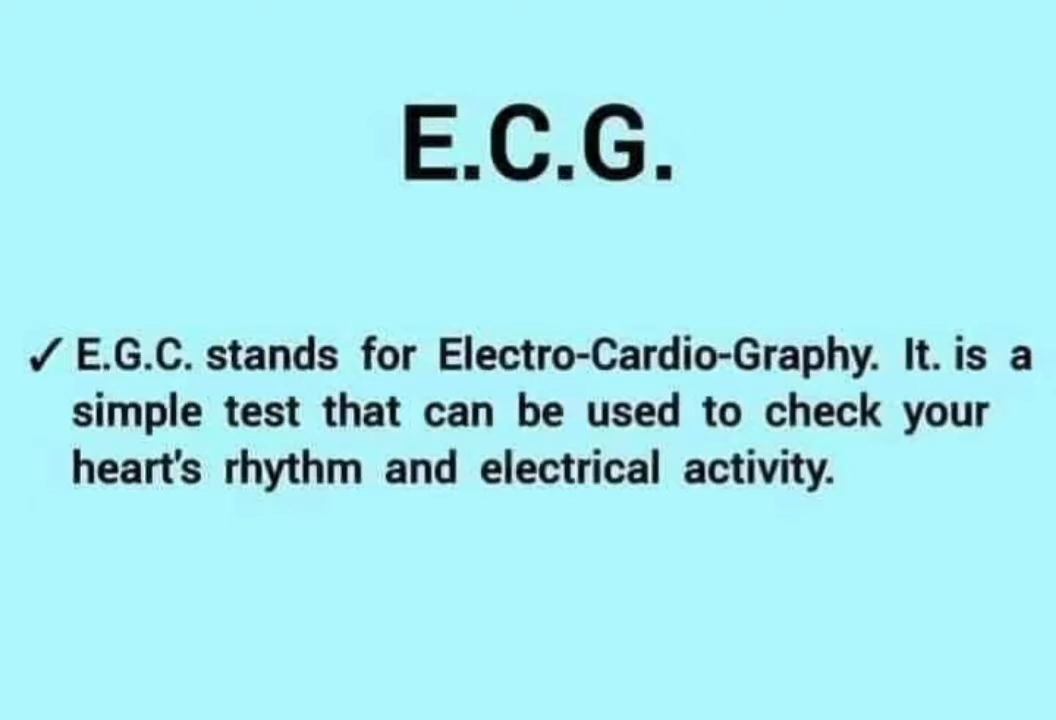 E.C.G.
✓ E.G.C. stands for Electro-Cardio-Graphy. It. is a
simple test that can be used to check your
heart's rhythm and electrical activity.